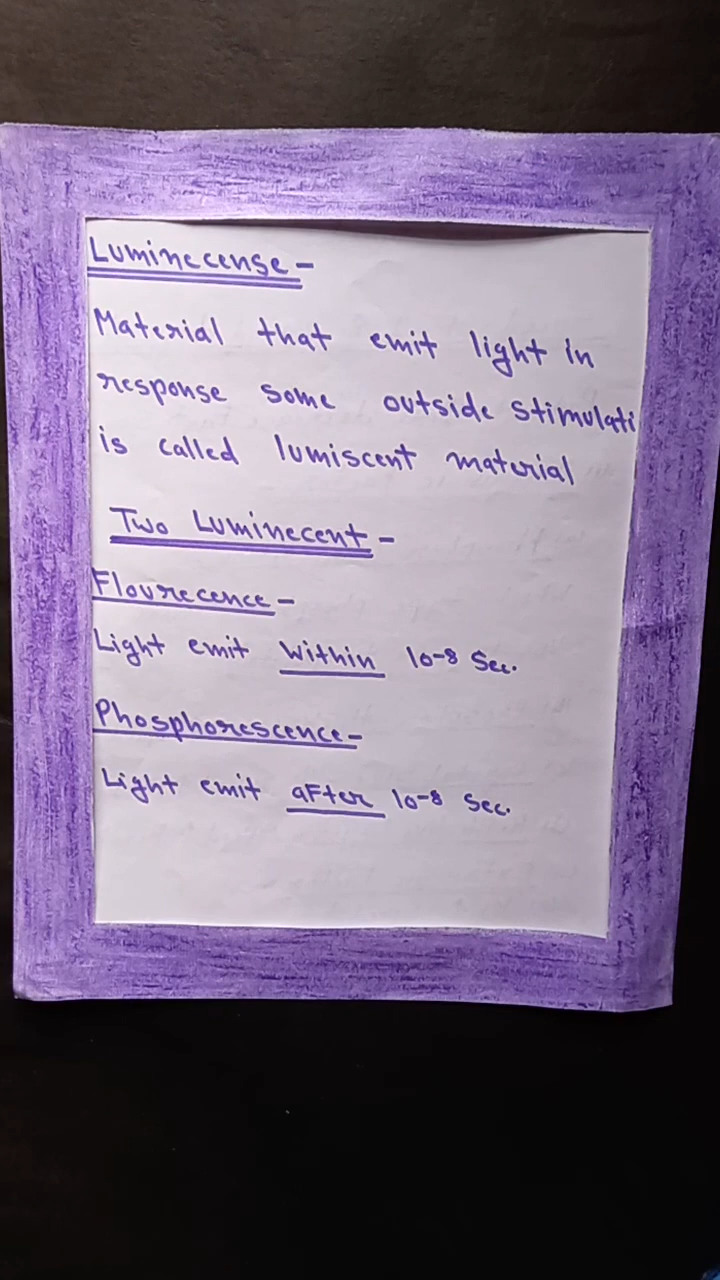 Luminecense -
Material that emit light in
response some outside stimulati
is called lumiscent material
Two Luminecent -
Flourecence -
Light emit within 10-8 Sec.
Phosphorescence -
Light emit after 10-8 Sec.